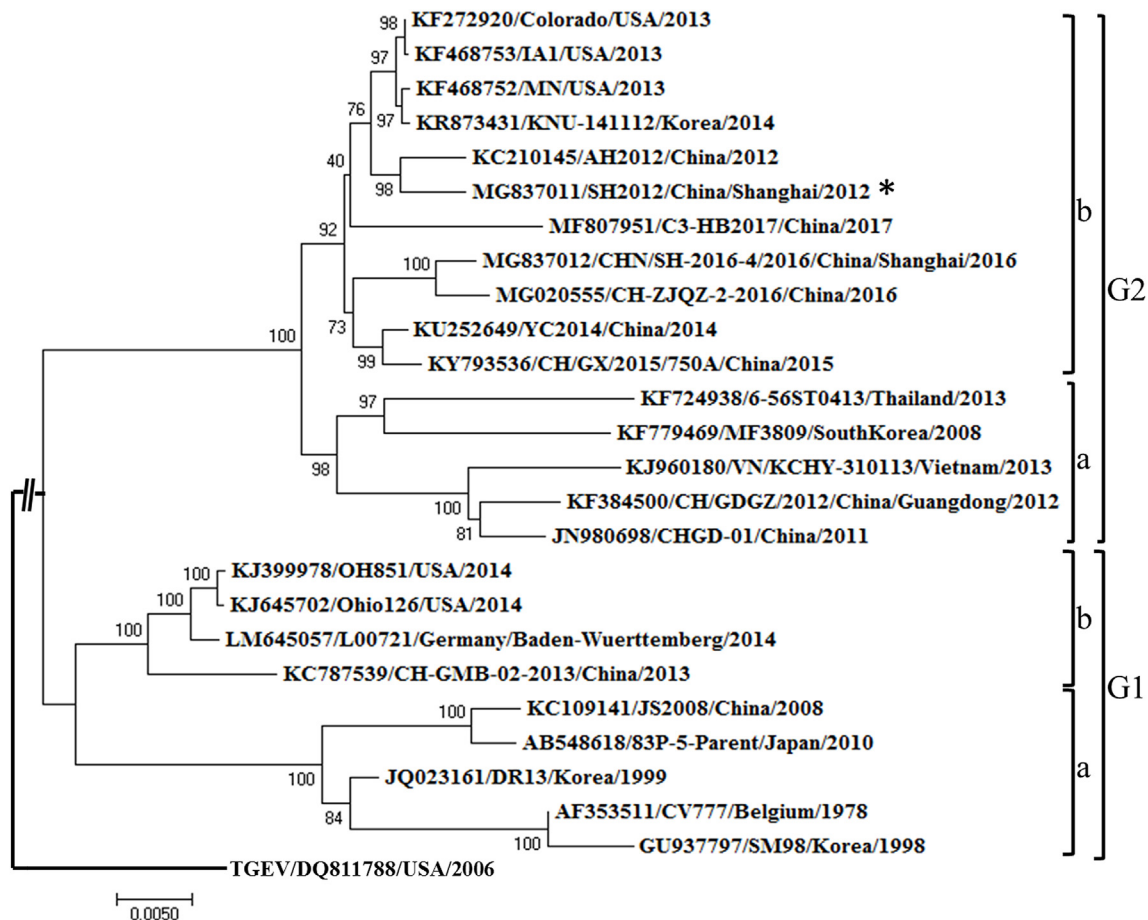 98
KF272920/Colorado/USA/2013
97
KF468753/IA1/USA/2013
KF468752/MN/USA/2013
76
97
KR873431/KNU-141112/Korea/2014
40
KC210145/AH2012/China/2012
98
MG837011/SH2012/China/Shanghai/2012 *
b
92
MF807951/C3-HB2017/China/2017
100
MG837012/CHN/SH-2016-4/2016/China/Shanghai/2016
G2
MG020555/CH-ZJQZ-2-2016/China/2016
100
73
KU252649/YC2014/China/2014
99
KY793536/CH/GX/2015/750A/China/2015
97
KF724938/6-56ST0413/Thailand/2013
KF779469/MF3809/SouthKorea/2008
98
KJ960180/VN/KCHY-310113/Vietnam/2013
a
100
KF384500/CH/GDGZ/2012/China/Guangdong/2012
81
JN980698/CHGD-01/China/2011
100
KJ399978/OH851/USA/2014
100
KJ645702/Ohio126/USA/2014
b
100
LM645057/L00721/Germany/Baden-Wuerttemberg/2014
KC787539/CH-GMB-02-2013/China/2013
G1
100
KC109141/JS2008/China/2008
AB548618/83P-5-Parent/Japan/2010
a
100
JQ023161/DR13/Korea/1999
84
AF353511/CV777/Belgium/1978
100
GU937797/SM98/Korea/1998
TGEV/DQ811788/USA/2006
0.0050